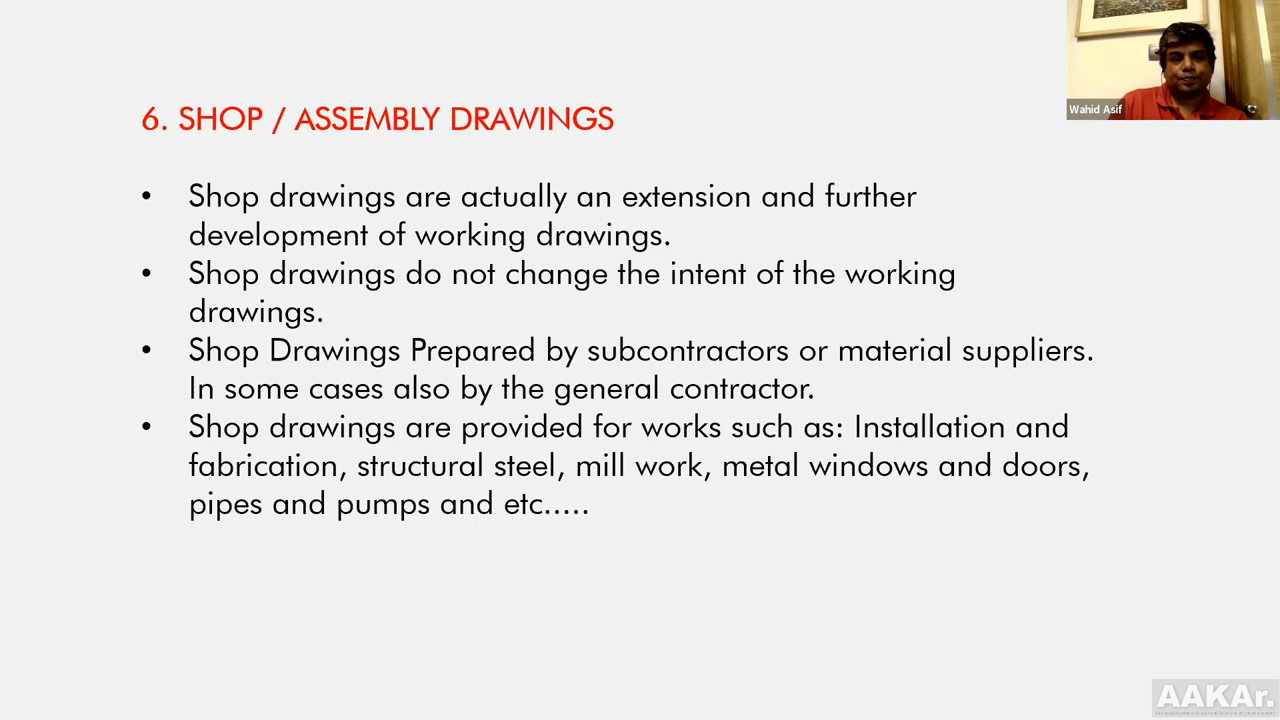 Wahid Asif
6. SHOP / ASSEMBLY DRAWINGS
• Shop drawings are actually an extension and further
development of working drawings.
• Shop drawings do not change the intent of the working
drawings.
• Shop Drawings Prepared by subcontractors or material suppliers.
In some cases also by the general contractor.
• Shop drawings are provided for works such as: Installation and
fabrication, structural steel, mill work, metal windows and doors,
pipes and pumps and etc.....
AAKAr.